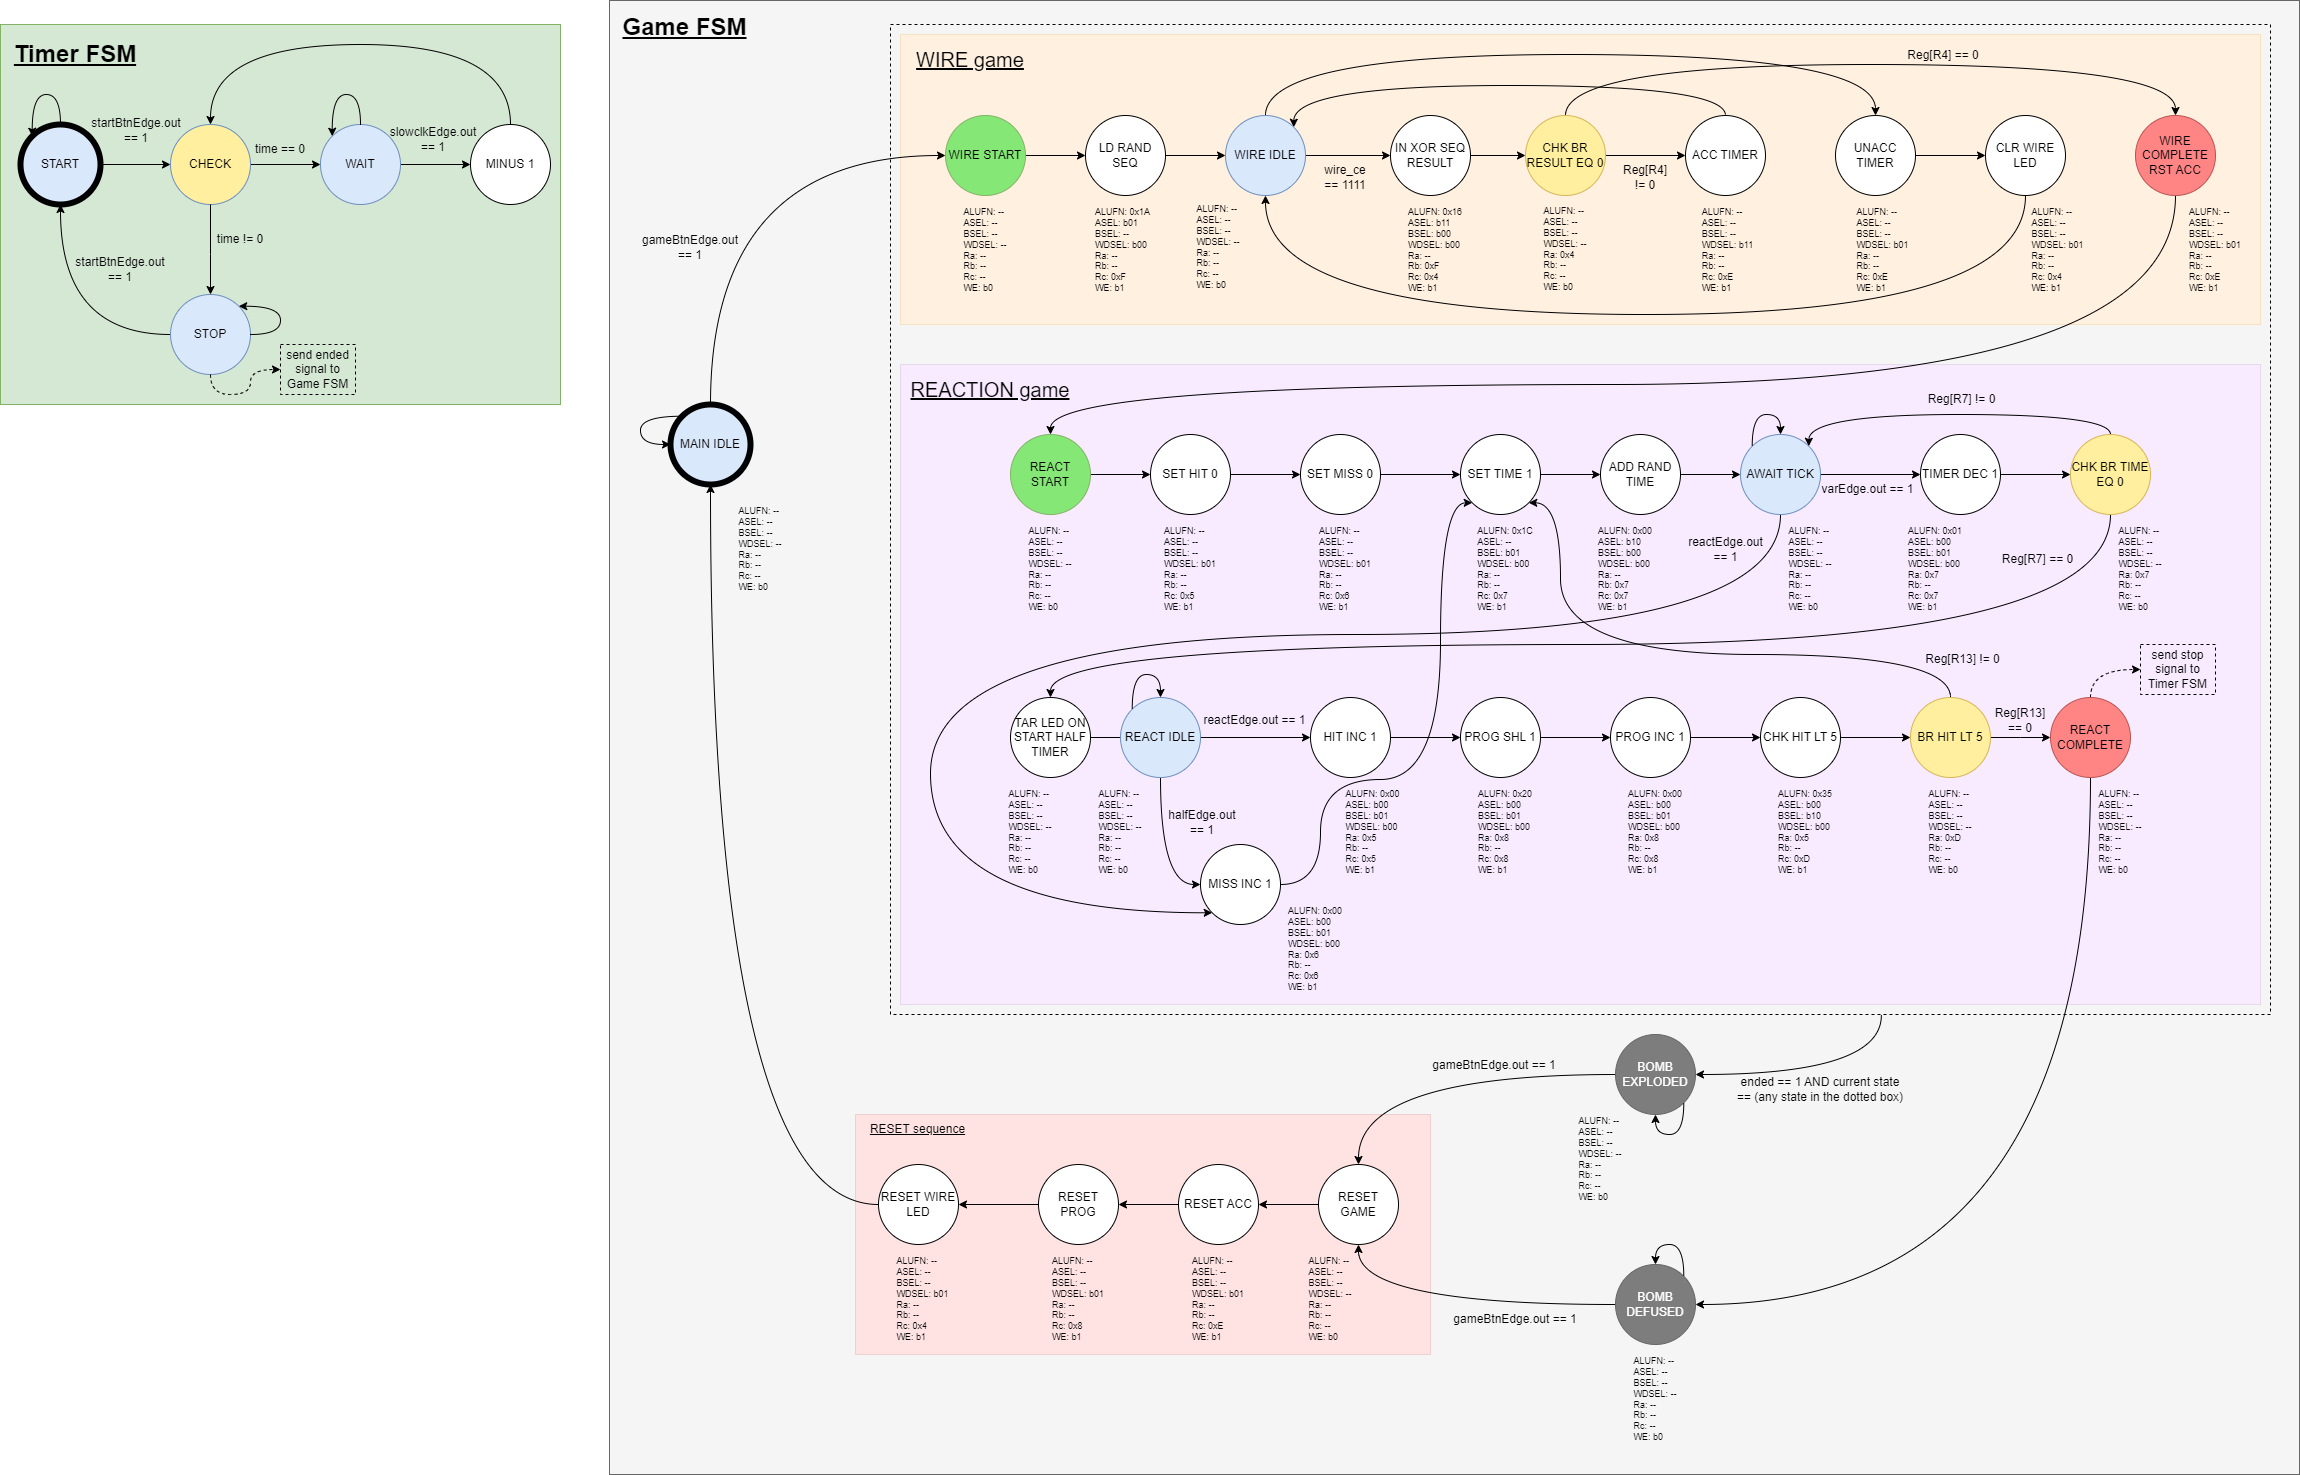 Timer FSM
START
startBtnEdge.out
== 1
CHECK
time == 0
WAIT
slowclkEdge.out
== 1
MINUS 1
time != 0
startBtnEdge.out
== 1
STOP
send ended
signal to
Game FSM
Game FSM
MAIN IDLE
ALUFN: --
ASEL: --
BSEL: --
WDSEL: --
Ra: --
Rb: --
Rc: --
WE: b0
gameBtnEdge.out
== 1
WIRE game
WIRE START
ALUFN: --
ASEL: --
BSEL: --
WDSEL: --
Ra: --
Rb: --
Rc: --
WE: b0
LD RAND
SEQ
ALUFN: 0x1A
ASEL: b01
BSEL: --
WDSEL: b00
Ra: --
Rb: --
Rc: 0xF
WE: b1
WIRE IDLE
ALUFN: --
ASEL: --
BSEL: --
WDSEL: --
Ra: --
Rb: --
Rc: --
WE: b0
wire_ce
== 1111
IN XOR SEQ
RESULT
ALUFN: 0x16
ASEL: b11
BSEL: b00
WDSEL: b00
Ra: --
Rb: 0xF
Rc: 0x4
WE: b1
CHK BR
RESULT EQ 0
ALUFN: --
ASEL: --
BSEL: --
WDSEL: --
Ra: 0x4
Rb: --
Rc: --
WE: b0
Reg[R4]
!= 0
ACC TIMER
ALUFN: --
ASEL: --
BSEL: --
WDSEL: b11
Ra: --
Rb: --
Rc: 0xE
WE: b1
UNACC
TIMER
ALUFN: --
ASEL: --
BSEL: --
WDSEL: b01
Ra: --
Rb: --
Rc: 0xE
WE: b1
CLR WIRE
LED
ALUFN: --
ASEL: --
BSEL: --
WDSEL: b01
Ra: --
Rb: --
Rc: 0x4
WE: b1
Reg[R4] == 0
WIRE
COMPLETE
RST ACC
ALUFN: --
ASEL: --
BSEL: --
WDSEL: b01
Ra: --
Rb: --
Rc: 0xE
WE: b1
REACTION game
REACT
START
ALUFN: --
ASEL: --
BSEL: --
WDSEL: --
Ra: --
Rb: --
Rc: --
WE: b0
SET HIT 0
ALUFN: --
ASEL: --
BSEL: --
WDSEL: b01
Ra: --
Rb: --
Rc: 0x5
WE: b1
SET MISS 0
ALUFN: --
ASEL: --
BSEL: --
WDSEL: b01
Ra: --
Rb: --
Rc: 0x6
WE: b1
SET TIME 1
ALUFN: 0x1C
ASEL: --
BSEL: b01
WDSEL: b00
Ra: --
Rb: --
Rc: 0x7
WE: b1
ADD RAND
TIME
ALUFN: 0x00
ASEL: b10
BSEL: b00
WDSEL: b00
Ra: --
Rb: 0x7
Rc: 0x7
WE: b1
AWAIT TICK
ALUFN: --
ASEL: --
BSEL: --
WDSEL: --
Ra: --
Rb: --
Rc: --
WE: b0
reactEdge.out
== 1
varEdge.out == 1
TIMER DEC 1
ALUFN: 0x01
ASEL: b00
BSEL: b01
WDSEL: b00
Ra: 0x7
Rb: --
Rc: 0x7
WE: b1
Reg[R7] != 0
CHK BR TIME
EQ 0
ALUFN: --
ASEL: --
BSEL: --
WDSEL: --
Ra: 0x7
Rb: --
Rc: --
WE: b0
Reg[R7] == 0
TAR LED ON
START HALF
TIMER
ALUFN: --
ASEL: --
BSEL: --
WDSEL: --
Ra: --
Rb: --
Rc: --
WE: b0
REACT IDLE
ALUFN: --
ASEL: --
BSEL: --
WDSEL: --
Ra: --
Rb: --
Rc: --
WE: b0
reactEdge.out == 1
halfEdge.out
== 1
HIT INC 1
ALUFN: 0x00
ASEL: b00
BSEL: b01
WDSEL: b00
Ra: 0x5
Rb: --
Rc: 0x5
WE: b1
PROG SHL 1
ALUFN: 0x20
ASEL: b00
BSEL: b01
WDSEL: b00
Ra: 0x8
Rb: --
Rc: 0x8
WE: b1
PROG INC 1
ALUFN: 0x00
ASEL: b00
BSEL: b01
WDSEL: b00
Ra: 0x8
Rb: --
Rc: 0x8
WE: b1
CHK HIT LT 5
ALUFN: 0x35
ASEL: b00
BSEL: b10
WDSEL: b00
Ra: 0x5
Rb: --
Rc: 0xD
WE: b1
Reg[R13] != 0
BR HIT LT 5
ALUFN: --
ASEL: --
BSEL: --
WDSEL: --
Ra: 0xD
Rb: --
Rc: --
WE: b0
Reg[R13]
== 0
REACT
COMPLETE
ALUFN: --
ASEL: --
BSEL: --
WDSEL: --
Ra: --
Rb: --
Rc: --
WE: b0
send stop
signal to
Timer FSM
MISS INC 1
ALUFN: 0x00
ASEL: b00
BSEL: b01
WDSEL: b00
Ra: 0x6
Rb: --
Rc: 0x6
WE: b1
BOMB
EXPLODED
ALUFN: --
ASEL: --
BSEL: --
WDSEL: --
Ra: --
Rb: --
Rc: --
WE: b0
gameBtnEdge.out == 1
ended == 1 AND current state
== (any state in the dotted box)
RESET sequence
RESET WIRE
LED
ALUFN: --
ASEL: --
BSEL: --
WDSEL: b01
Ra: --
Rb: --
Rc: 0x4
WE: b1
RESET
PROG
ALUFN: --
ASEL: --
BSEL: --
WDSEL: b01
Ra: --
Rb: --
Rc: 0x8
WE: b1
RESET ACC
ALUFN: --
ASEL: --
BSEL: --
WDSEL: b01
Ra: --
Rb: --
Rc: 0xE
WE: b1
RESET
GAME
ALUFN: --
ASEL: --
BSEL: --
WDSEL: --
Ra: --
Rb: --
Rc: --
WE: b0
gameBtnEdge.out == 1
BOMB
DEFUSED
ALUFN: --
ASEL: --
BSEL: --
WDSEL: --
Ra: --
Rb: --
Rc: --
WE: b0